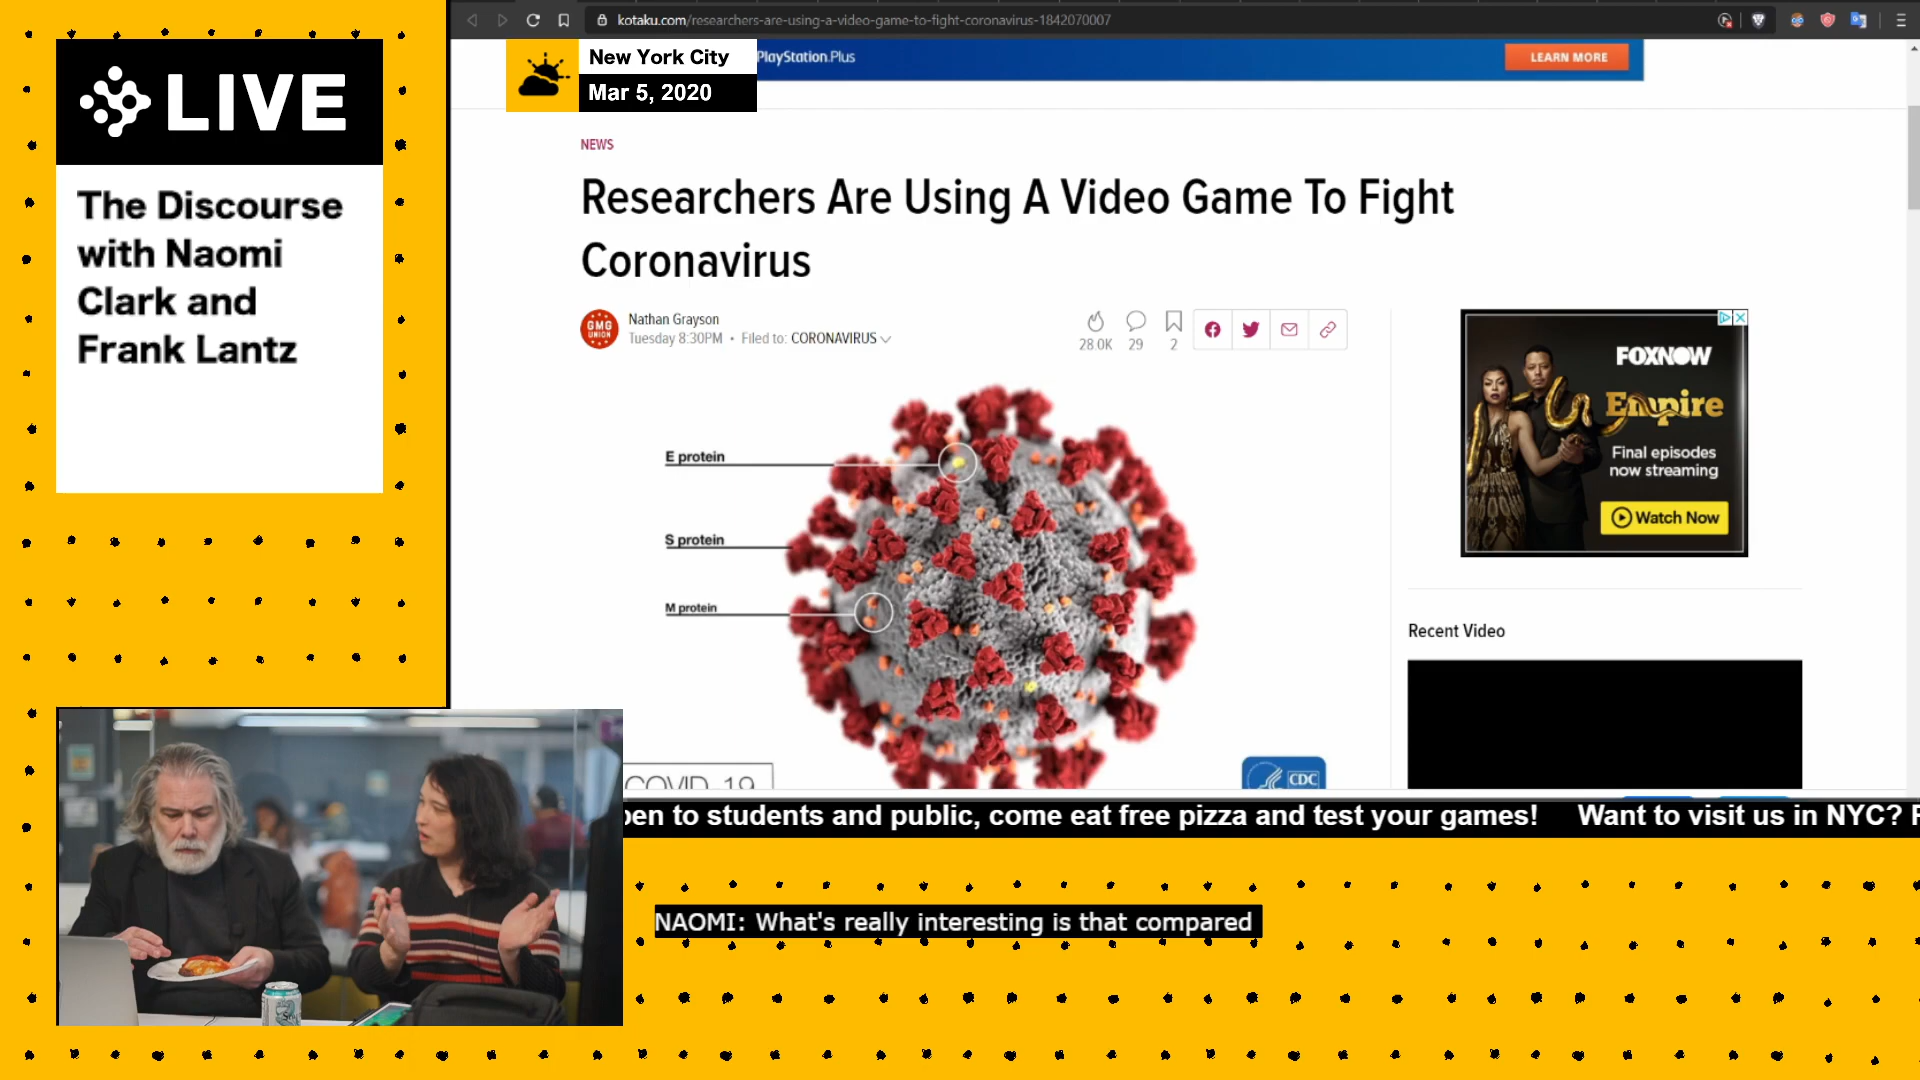 LIVE
The Discourse
with Naomi
Clark and
Frank Lantz
kotaku.com/researchers-are-using-a-video-game-to-fight-coronavirus-1842070007
New York City
Mar 5, 2020
PlayStation.Plus
LEARN MORE
NEWS
Researchers Are Using A Video Game To Fight
Coronavirus
GMG
UNION
Nathan Grayson
Tuesday 8:30PM • Filed to: CORONAVIRUS
28.0K
29
2
E protein
S protein
M protein
COVID-19
CDC
FOXNOW
Empire
Final episodes
now streaming
Watch Now
Recent Video
pen to students and public, come eat free pizza and test your games! Want to visit us in NYC?
NAOMI: What's really interesting is that compared